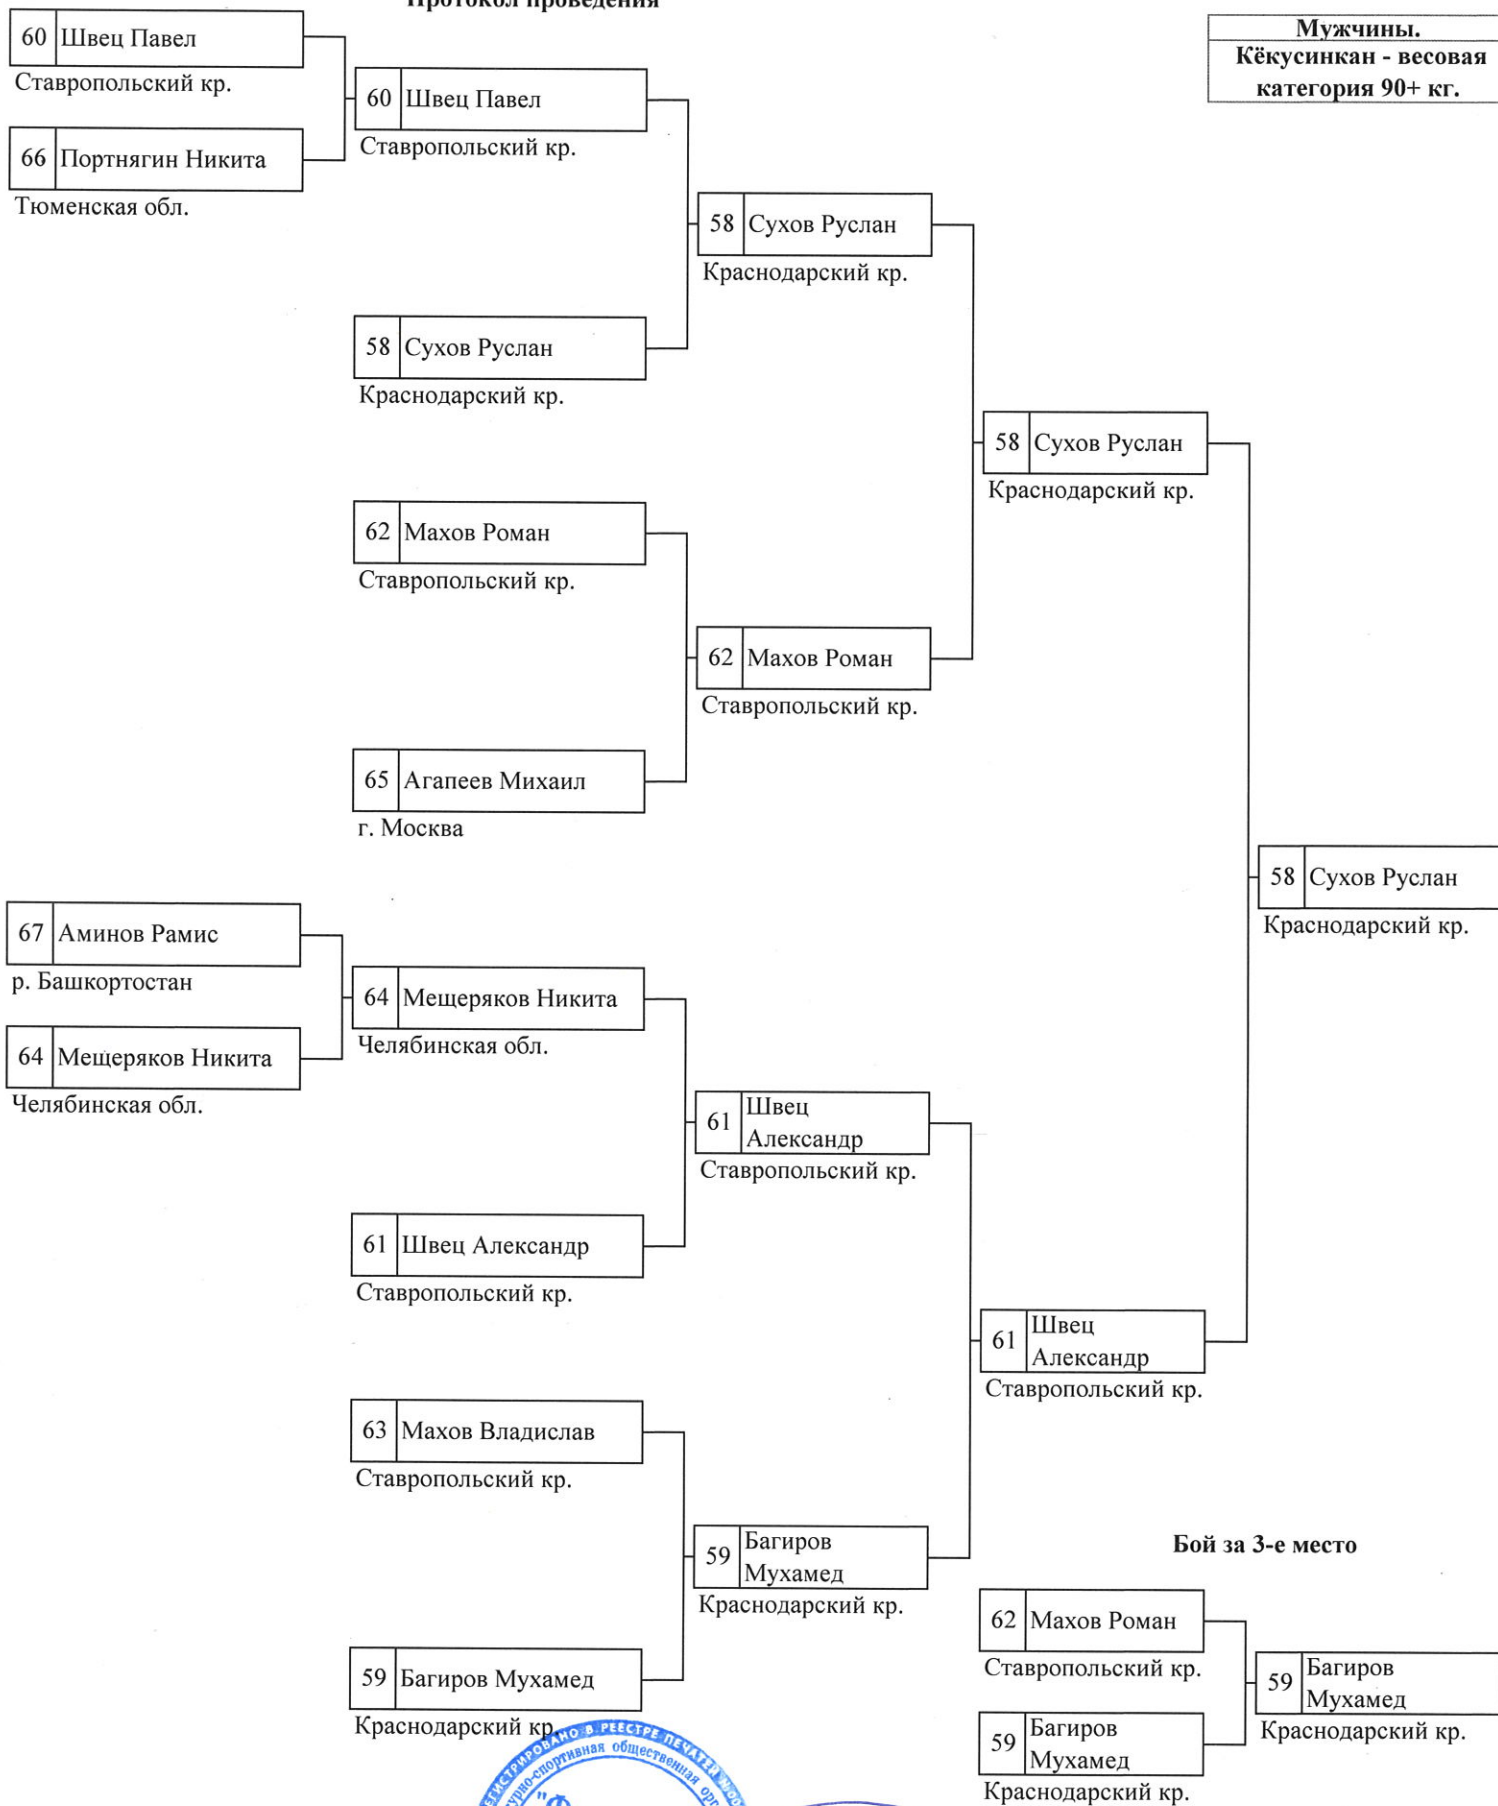 Протокол проведения
Мужчины.
Кёкусинкан - весовая
категория 90+ кг.
60 Швец Павел
Ставропольский кр.
66 Портнягин Никита
Тюменская обл.
60 Швец Павел
Ставропольский кр.
58 Сухов Руслан
Краснодарский кр.
58 Сухов Руслан
Краснодарский кр.
62 Махов Роман
Ставропольский кр.
65 Агапеев Михаил
г. Москва
62 Махов Роман
Ставропольский кр.
58 Сухов Руслан
Краснодарский кр.
58 Сухов Руслан
Краснодарский кр.
67 Аминов Рамис
р. Башкортостан
64 Мещеряков Никита
Челябинская обл.
64 Мещеряков Никита
Челябинская обл.
61 Швец Александр
Ставропольский кр.
61 Швец
Александр
Ставропольский кр.
63 Махов Владислав
Ставропольский кр.
59 Багиров Мухамед
Краснодарский кр.
59 Багиров
Мухамед
Краснодарский кр.
61 Швец
Александр
Ставропольский кр.
Бой за 3-е место
62 Махов Роман
Ставропольский кр.
59 Багиров
Мухамед
Краснодарский кр.
59 Багиров
Мухамед
Краснодарский кр.
В РЕЕСТРЕ ПЕЧАТЕЙ
спортивная общественная